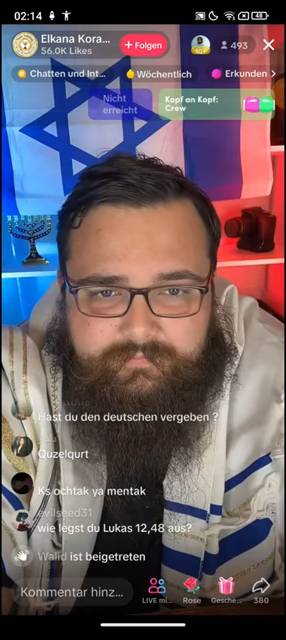 02:14
48
Elkana Kora...
56.0K Likes
+ Folgen
493
Chatten und Int...
Wöchentlich
Erkunden >
Nicht
erreicht
Kopf an Kopf:
Crew
Hast du den deutschen vergeben ?
Ouzelqurt
Ks ochtak ya mentak
evilseed31
wie legst du Lukas 12,48 aus?
Walid ist beigetreten
Kommentar hinz...
LIVE mi...
Rose
Gesche...
380